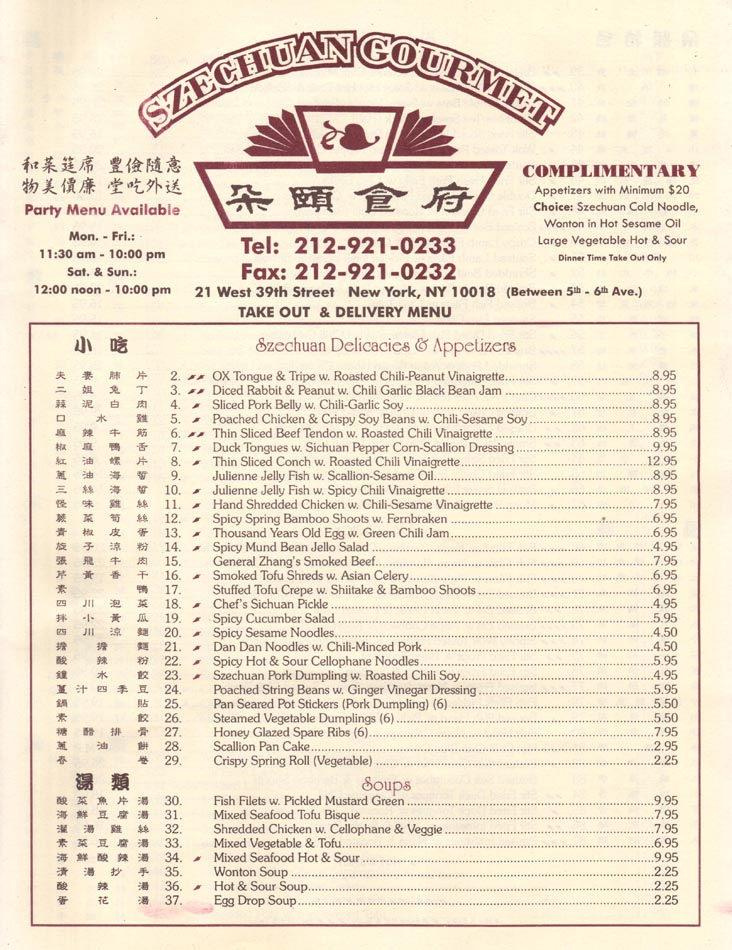 SZECHUAN GOURMET
和菜筵席 豐儉隨意
物美價廉 堂吃外送
Party Menu Available
Mon. - Fri.:
11:30 am - 10:00 pm
Sat. & Sun.:
12:00 noon - 10:00 pm
朵頤食府
Tel: 212-921-0233
Fax: 212-921-0232
COMPLIMENTARY
Appetizers with Minimum $20
Choice: Szechuan Cold Noodle,
Wonton in Hot Sesame Oil
Large Vegetable Hot & Sour
Dinner Time Take Out Only
21 West 39th Street New York, NY 10018 (Between 5th - 6th Ave.)
TAKE OUT & DELIVERY MENU
小吃 Szechuan Delicacies & Appetizers
夫妻肺片 2. OX Tongue & Tripe w. Roasted Chili-Peanut Vinaigrette 8.95
二姐兔丁 3. Diced Rabbit & Peanut w. Chili Garlic Black Bean Jam 8.95
蒜泥白肉 4. Sliced Pork Belly w. Chili-Garlic Soy 8.95
口水雞 5. Poached Chicken & Crispy Soy Beans w. Chili-Sesame Soy 8.95
麻辣牛筋 6. Thin Sliced Beef Tendon w. Roasted Chili Vinaigrette 8.95
椒麻鴨舌 7. Duck Tongues w. Sichuan Pepper Corn-Scallion Dressing 9.95
紅油螺片 8. Thin Sliced Conch w. Roasted Chili Vinaigrette 12.95
蔥油海蜇 9. Julienne Jelly Fish w. Scallion-Sesame Oil 8.95
三絲海蜇 10. Julienne Jelly Fish w. Spicy Chili Vinaigrette 8.95
怪味雞絲 11. Hand Shredded Chicken w. Chili-Sesame Vinaigrette 7.95
蕨菜筍絲 12. Spicy Spring Bamboo Shoots w. Fernbraken 6.95
青椒皮蛋 13. Thousand Years Old Egg w. Green Chili Jam 6.95
旋子涼粉 14. Spicy Mund Bean Jello Salad 4.95
張飛牛肉 15. General Zhang's Smoked Beef 7.95
芹黃香干 16. Smoked Tofu Shreds w. Asian Celery 6.95
素鴨 17. Stuffed Tofu Crepe w. Shiitake & Bamboo Shoots 6.95
四川泡菜 18. Chef's Sichuan Pickle 4.95
拌小黃瓜 19. Spicy Cucumber Salad 5.95
四川涼麵 20. Spicy Sesame Noodles 4.50
擔擔麵 21. Dan Dan Noodles w. Chili-Minced Pork 4.50
酸辣粉 22. Spicy Hot & Sour Cellophane Noodles 5.95
鐘水餃 23. Szechuan Pork Dumpling w. Roasted Chili Soy 4.95
薑汁四季豆 24. Poached String Beans w. Ginger Vinegar Dressing 5.95
鍋貼 25. Pan Seared Pot Stickers (Pork Dumpling) (6) 5.50
素餃 26. Steamed Vegetable Dumplings (6) 5.50
糖醋排骨 27. Honey Glazed Spare Ribs (6) 7.95
蔥油餅 28. Scallion Pan Cake 2.95
春卷 29. Crispy Spring Roll (Vegetable) 2.25
湯類 Soups
酸菜魚片湯 30. Fish Filets w. Pickled Mustard Green 9.95
海鮮豆腐湯 31. Mixed Seafood Tofu Bisque 7.95
湯雞絲 32. Shredded Chicken w. Cellophane & Veggie 7.95
素菜豆腐湯 33. Mixed Vegetable & Tofu 6.95
海鮮酸辣湯 34. Mixed Seafood Hot & Sour 9.95
清湯抄手 35. Wonton Soup 2.25
酸辣湯 36. Hot & Sour Soup 2.25
蛋花湯 37. Egg Drop Soup 2.25